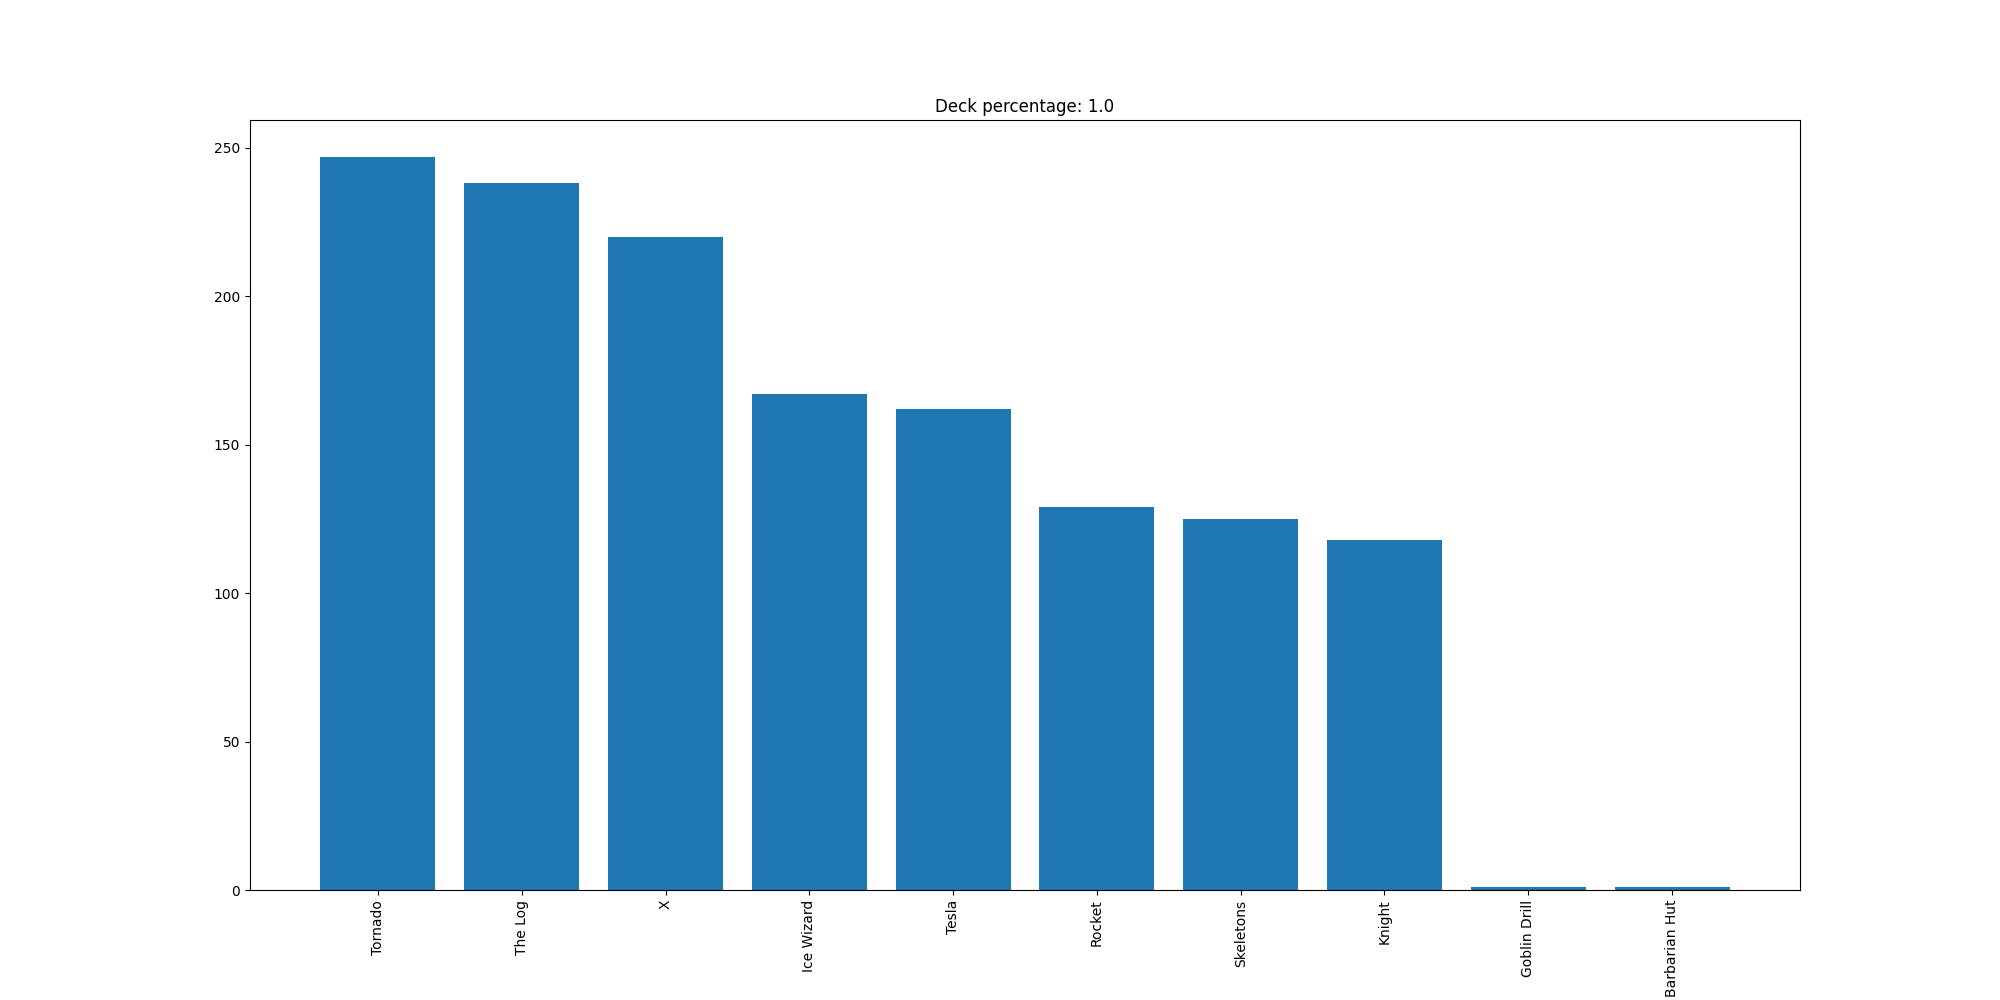 Deck percentage: 1.0
250
200
150
100
50
0
Tornado
The Log
X
Ice Wizard
Tesla
Rocket
Skeletons
Knight
Goblin Drill
Barbarian Hut